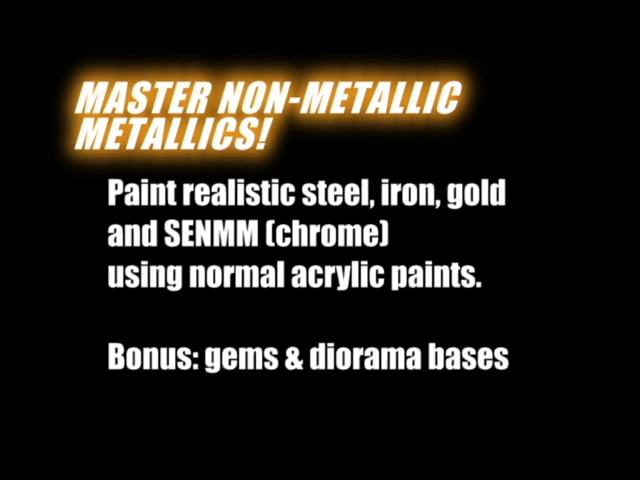 MASTER NON-METALLIC
METALLICS!
Paint realistic steel, iron, gold
and SENMM (chrome)
using normal acrylic paints.
Bonus: gems & diorama bases